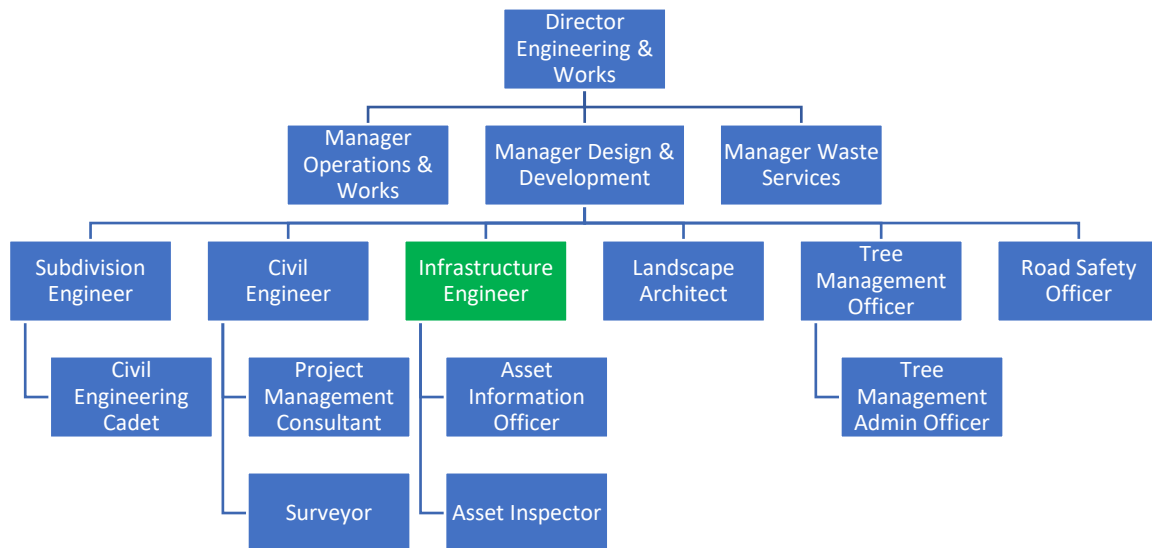 Director
Engineering &
Works
Manager
Operations &
Works
Manager Design &
Development
Manager Waste
Services
Subdivision
Engineer
Civil
Engineer
Infrastructure
Engineer
Landscape
Architect
Tree
Management
Officer
Road Safety
Officer
Civil
Engineering
Cadet
Project
Management
Consultant
Asset
Information
Officer
Tree
Management
Admin Officer
Surveyor
Asset Inspector